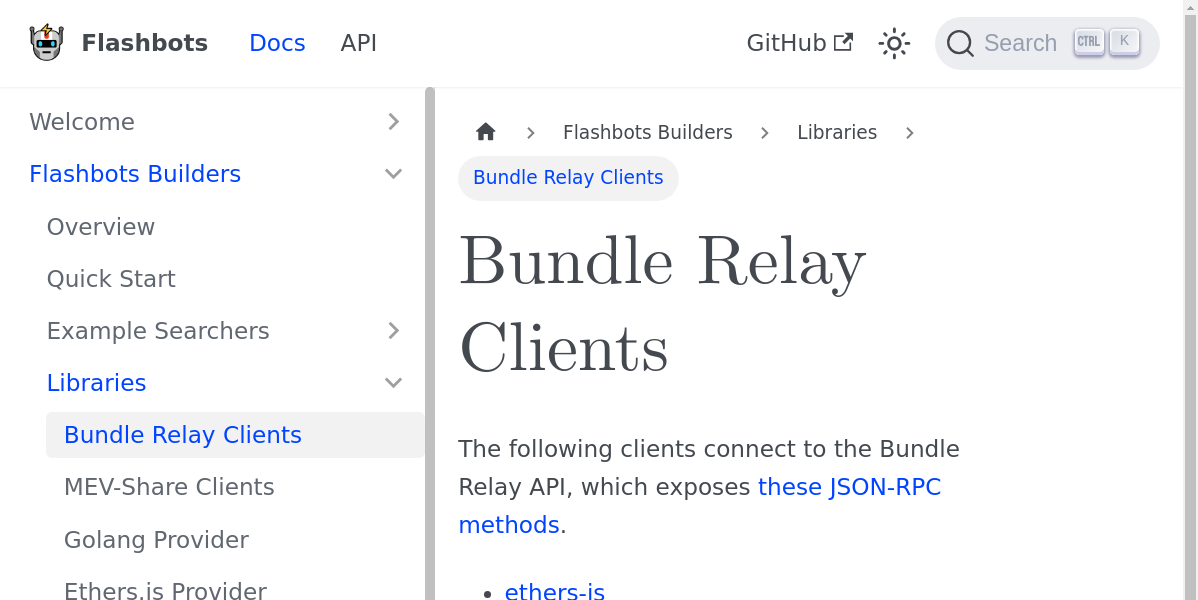 Flashbots
Docs
API
GitHub
Search
CTRL
K
Welcome
Flashbots Builders
Overview
Quick Start
Example Searchers
Libraries
Bundle Relay Clients
MEV-Share Clients
Golang Provider
Ethers.js Provider
Flashbots Builders
Libraries
Bundle Relay Clients
Bundle Relay
Clients
The following clients connect to the Bundle
Relay API, which exposes these JSON-RPC
methods.
ethers-js